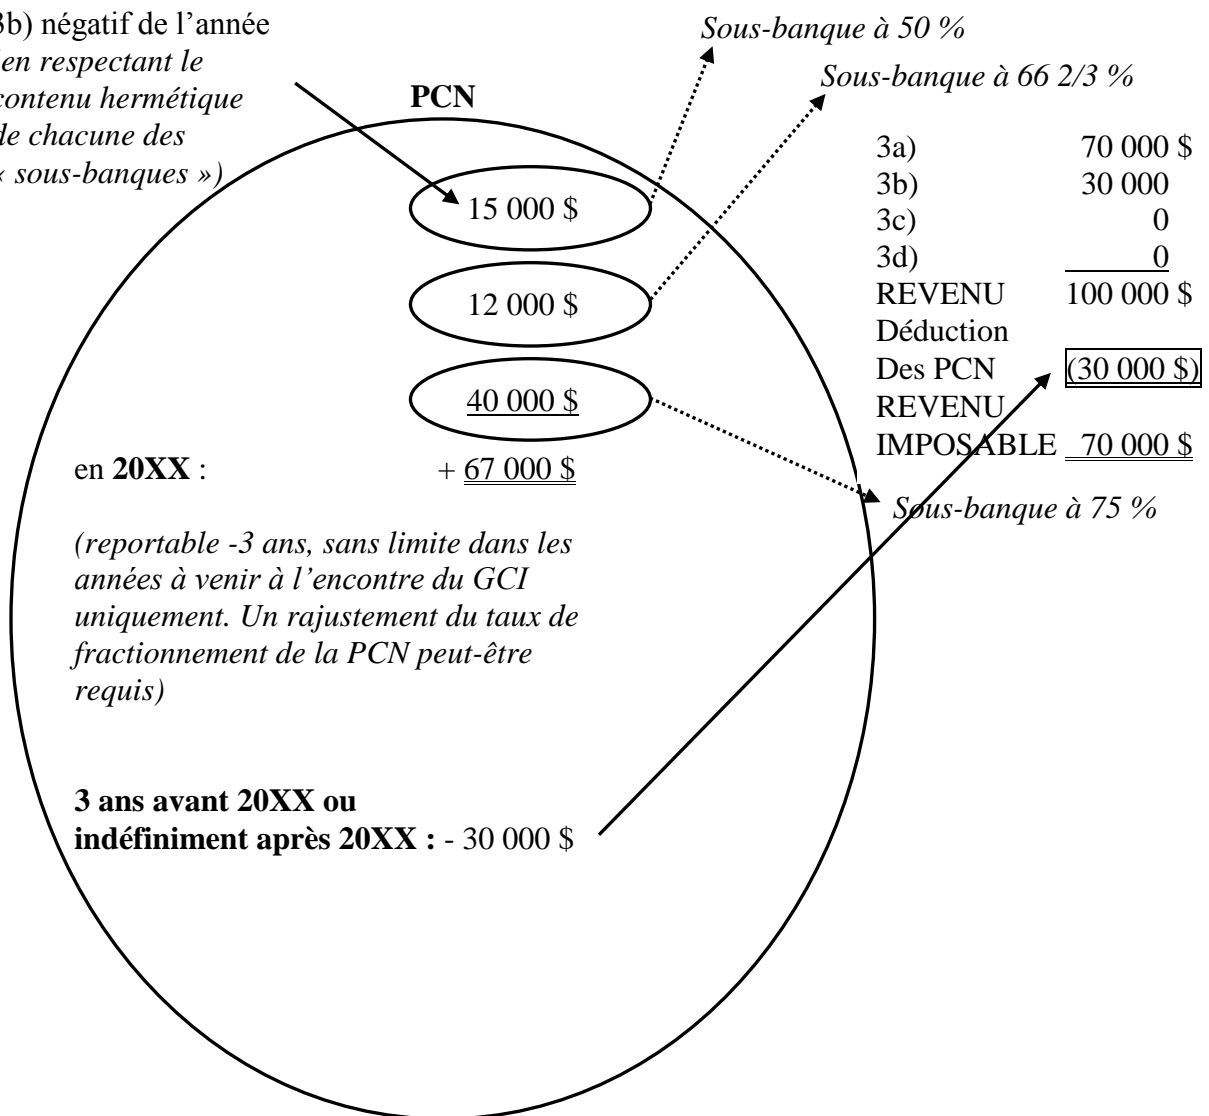 3b) négatif de l'année
(en respectant le
contenu hermétique
de chacune des
« sous-banques »)
PCN
Sous-banque à 50 %
Sous-banque à 66 2/3 %
15 000 $
12 000 $
40 000 $
en 20XX : + 67 000 $
(reportable -3 ans, sans limite dans les
années à venir à l'encontre du GCI
uniquement. Un rajustement du taux de
fractionnement de la PCN peut-être
requis)
3 ans avant 20XX ou
indéfiniment après 20XX : - 30 000 $
3a) 70 000 $
3b) 30 000
3c) 0
3d) 0
REVENU 100 000 $
Déduction
Des PCN (30 000 $)
REVENU
IMPOSABLE 70 000 $
Sous-banque à 75 %